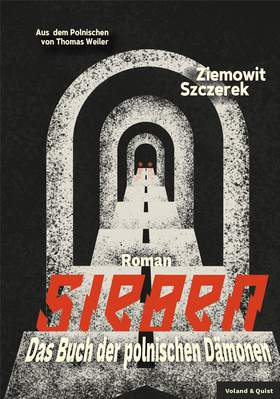 Aus dem Polnischen
von Thomas Weiler
Ziemowit
Szczerek
Roman
SIEBEN
Das Buch der polnischen Dämonen
Voland & Quist